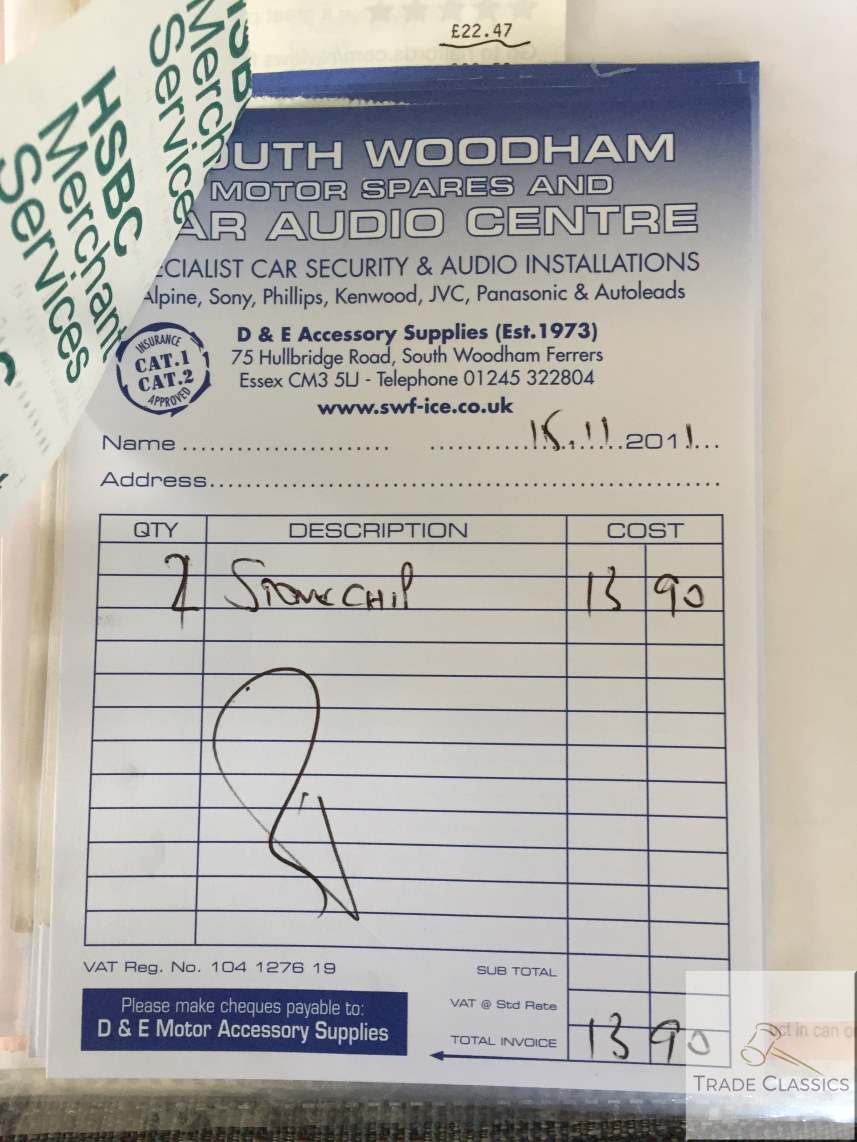 £22.47
HSBC
Merchant
Services
OUTH WOODHAM
MOTOR SPARES AND
AR AUDIO CENTRE
ECIALIST CAR SECURITY & AUDIO INSTALLATIONS
Alpine, Sony, Phillips, Kenwood, JVC, Panasonic & Autoleads
INSURANCE
CAT.1
CAT.2
APPROVED
D & E Accessory Supplies (Est.1973)
75 Hullbridge Road, South Woodham Ferrers
Essex CM3 5LJ - Telephone 01245 322804
www.swf-ice.co.uk
Name .............................. ...............15.11.2011...
Address..................................................................
QTY DESCRIPTION COST
2 STONECHIP 13 90
VAT Reg. No. 104 1276 19
SUB TOTAL
VAT @ Std Rate
TOTAL INVOICE 13 90
Please make cheques payable to:
D & E Motor Accessory Supplies
TRADE CLASSICS